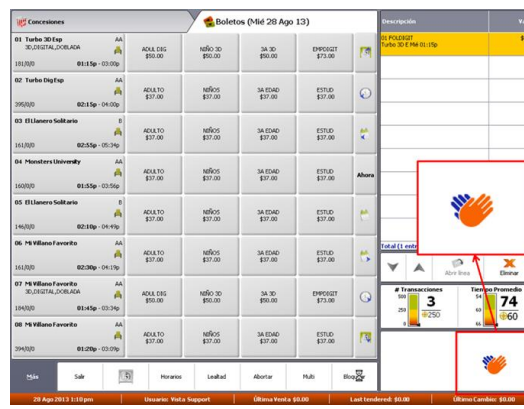 Concesiones
Boletos (Mié 28 Ago 13)
Descripción
01 Turbo 3D Esp AA
3D,DIGITAL,DOBLADA
181/0/0 01:15p - 03:00p
ADUL DIG $50.00
NIÑO 3D $50.00
3A 3D $50.00
EMPDIGIT $73.00
01 FOLDIGIT
Turbo 3D E Mié 01:15p
02 Turbo Dig Esp AA
395/0/0 02:15p - 04:00p
ADULTO $37.00
NIÑOS $37.00
3A EDAD $37.00
ESTUD $37.00
03 El Llanero Solitario B
161/0/0 02:55p - 05:34p
ADULTO $37.00
NIÑOS $37.00
3A EDAD $37.00
ESTUD $37.00
04 Monsters University AA
160/0/0 01:55p - 03:56p
ADULTO $37.00
NIÑOS $37.00
3A EDAD $37.00
ESTUD $37.00
Ahora
05 El Llanero Solitario B
146/0/0 02:10p - 04:49p
ADULTO $37.00
NIÑOS $37.00
3A EDAD $37.00
ESTUD $37.00
06 Mi Villano Favorito AA
161/0/0 02:30p - 04:19p
ADULTO $37.00
NIÑOS $37.00
3A EDAD $37.00
ESTUD $37.00
Total (1 entr
Abrir línea
Eliminar
07 Mi Villano Favorito AA
3D,DIGITAL,DOBLADA
184/0/0 01:45p - 03:34p
ADUL DIG $50.00
NIÑO 3D $50.00
3A 3D $50.00
EMPDIGIT $73.00
# Transacciones
500
250
0
3
250
Tiempo Promedio
54
60
66
74
60
08 Mi Villano Favorito AA
394/0/0 01:20p - 03:09p
ADULTO $37.00
NIÑOS $37.00
3A EDAD $37.00
ESTUD $37.00
Más
Salir
Horarios
Lealtad
Abortar
Multi
28 Ago 2013 1:10 pm
Usuario: Vista Support
Última Venta $0.00
Last tendered: $0.00
Último Cambio: $0.00